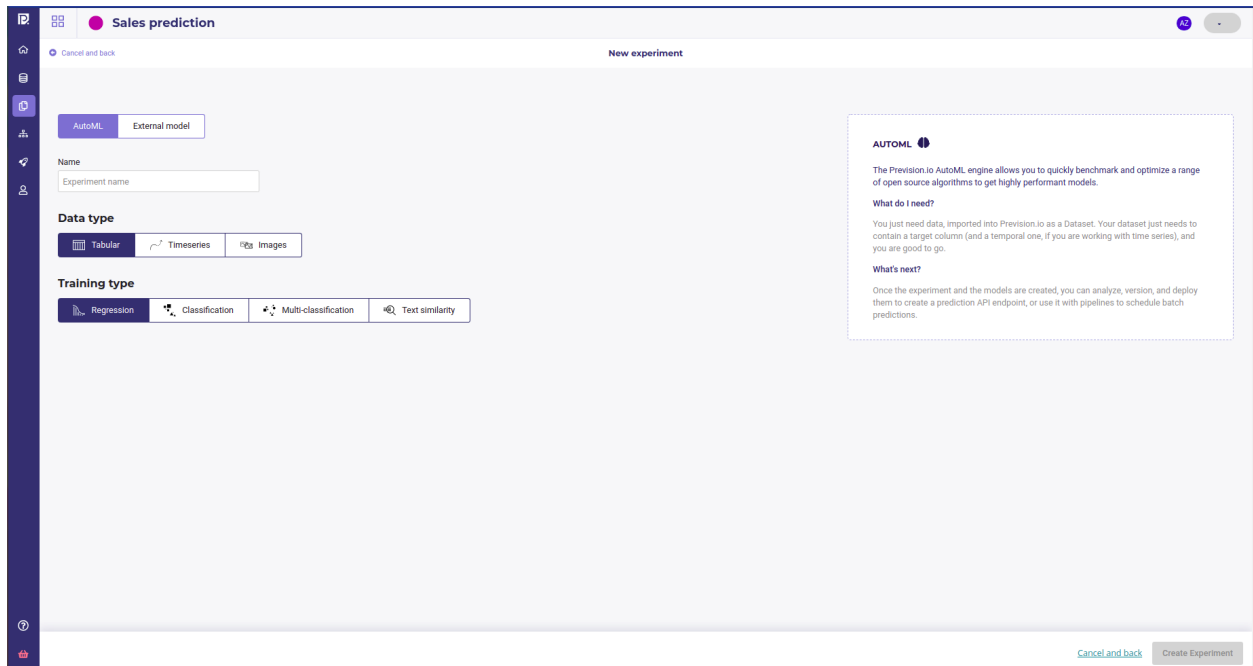 P.
Sales prediction
AZ
Cancel and back
New experiment
AutoML
External model
Name
Experiment name
Data type
Tabular
Timeseries
Images
Training type
Regression
Classification
Multi-classification
Text similarity
AUTOML
The Prevision.io AutoML engine allows you to quickly benchmark and optimize a range
of open source algorithms to get highly performant models.
What do I need?
You just need data, imported into Prevision.io as a Dataset. Your dataset just needs to
contain a target column (and a temporal one, if you are working with time series), and
you are good to go.
What's next?
Once the experiment and the models are created, you can analyze, version, and deploy
them to create a prediction API endpoint, or use it with pipelines to schedule batch
predictions.
Cancel and back
Create Experiment